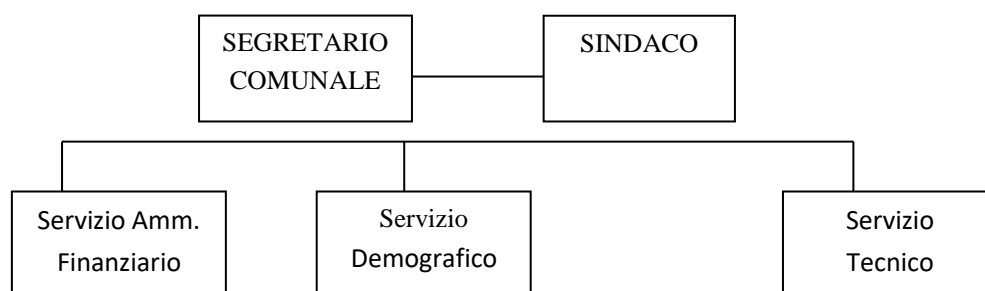 SEGRETARIO
COMUNALE
SINDACO
Servizio Amm.
Finanziario
Servizio
Demografico
Servizio
Tecnico